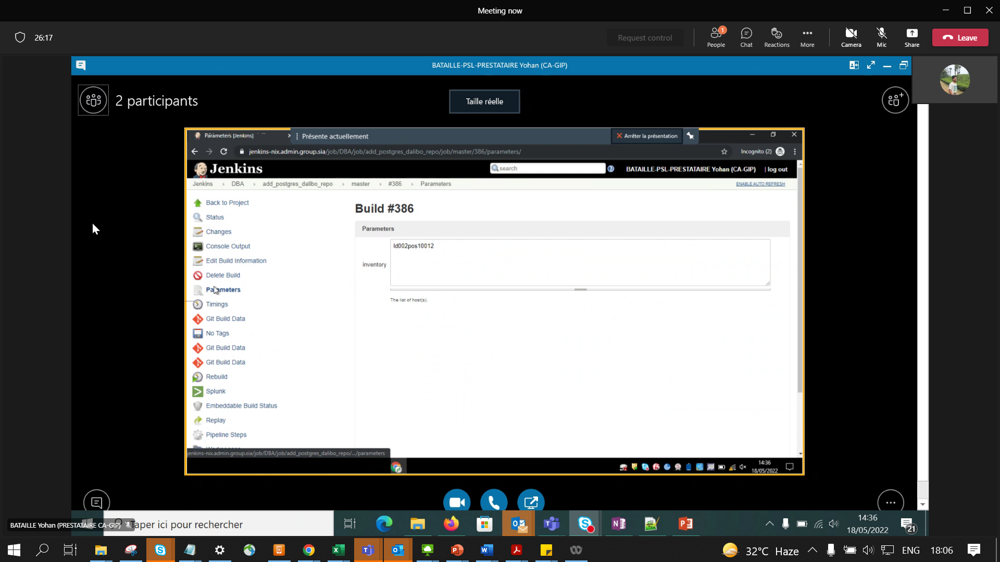 Meeting now
26:17
Request control
1
People
Chat
Reactions
More
Camera
Mic
Share
Leave
BATAILLE-PSL-PRESTATAIRE Yohan (CA-GIP)
2 participants
Taille réelle
Parameters [Jenkins]
Présente actuellement
Arrêter la présentation
jenkins-nix.admin.group.sia/job/DBA/job/add_postgres_dalibo_repo/job/master/386/parameters/
Incognito (2)
Jenkins
search
BATAILLE-PSL-PRESTATAIRE Yohan (CA-GIP)
| log out
Jenkins
DBA
add_postgres_dalibo_repo
master
#386
Parameters
ENABLE AUTO REFRESH
Back to Project
Status
Changes
Console Output
Edit Build Information
Delete Build
Parameters
Timings
Git Build Data
No Tags
Git Build Data
Git Build Data
Rebuild
Splunk
Embeddable Build Status
Replay
Pipeline Steps
Build #386
Parameters
inventory
ld002pos10012
The list of host(s).
jenkins-nix.admin.group.sia/job/DBA/job/add_postgres_dalibo_repo/.../parameters
14:36
18/05/2022
BATAILLE Yohan (PRESTATAIRE CA-GIP)
Taper ici pour rechercher
14:36
18/05/2022
21
32°C Haze
ENG
18:06